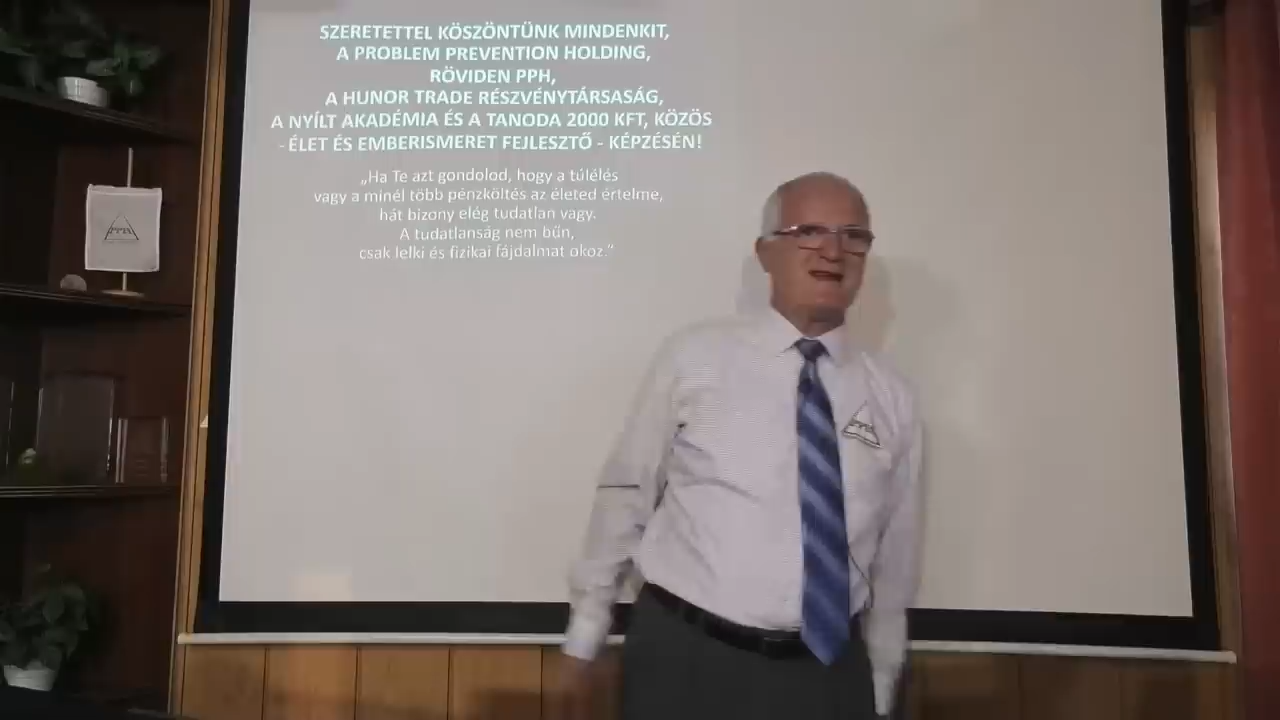 SZERETETTEL KÖSZÖNTÜNK MINDENKIT,
A PROBLEM PREVENTION HOLDING,
RÖVIDEN PPH,
A HUNOR TRADE RÉSZVÉNYTÁRSASÁG,
A NYÍLT AKADÉMIA ÉS A TANODA 2000 KFT, KÖZÖS
- ÉLET ÉS EMBERISMERET FEJLESZTŐ - KÉPZÉSÉN!
„Ha Te azt gondolod, hogy a túlélés
vagy a minél több pénzköltés az életed értelme,
hát bizony elég tudatlan vagy.
A tudatlanság nem bűn,
csak lelki és fizikai fájdalmat okoz.”